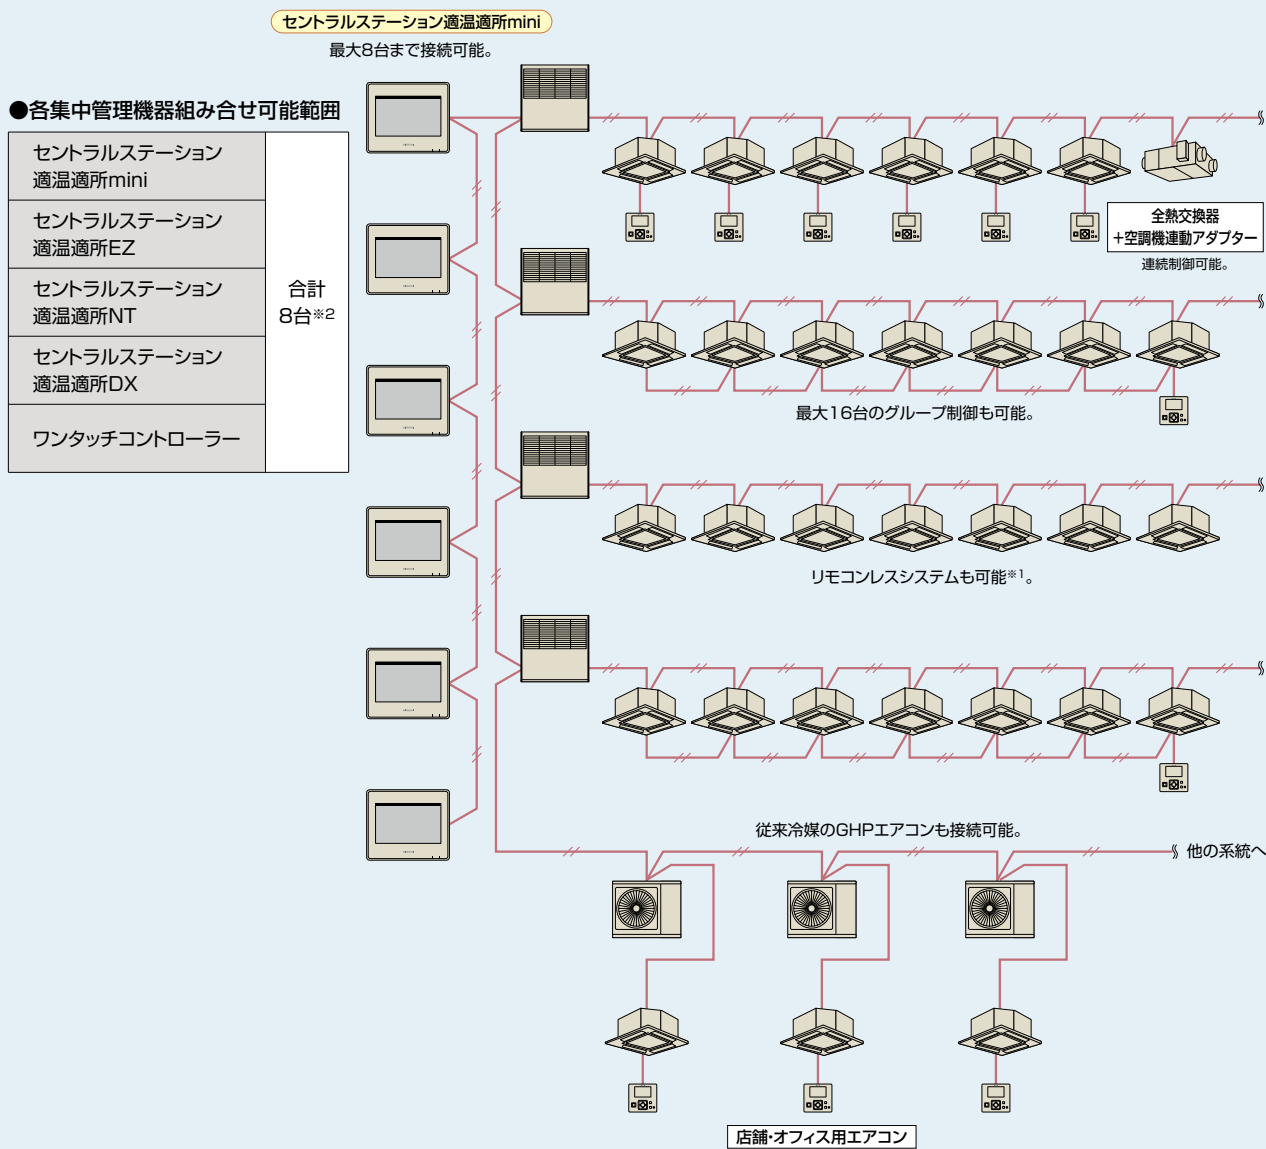 セントラルステーション適温適所mini
最大8台まで接続可能。
●各集中管理機器組み合せ可能範囲
セントラルステーション
適温適所mini
セントラルステーション
適温適所EZ
セントラルステーション
適温適所NT
セントラルステーション
適温適所DX
ワンタッチコントローラー
合計
8台※2
全熱交換器
+空調機連動アダプター
連続制御可能。
最大16台のグループ制御も可能。
リモコンレスシステムも可能※1。
従来冷媒のGHPエアコンも接続可能。
他の系統へ
店舗・オフィス用エアコン